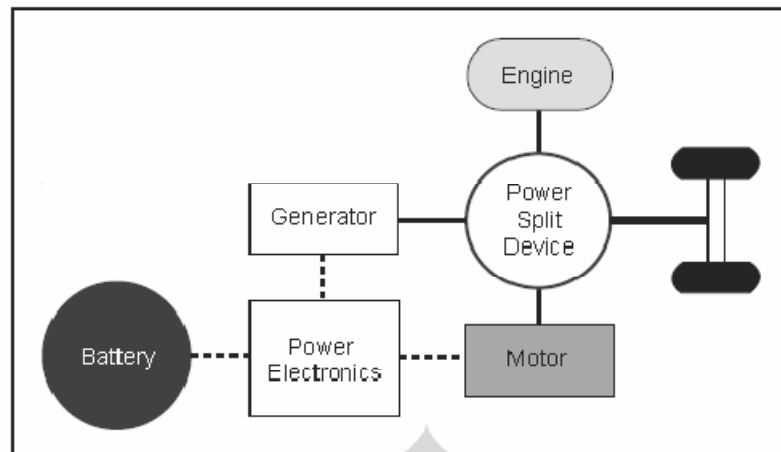 Engine
Power
Split
Device
Generator
Battery
Power
Electronics
Motor